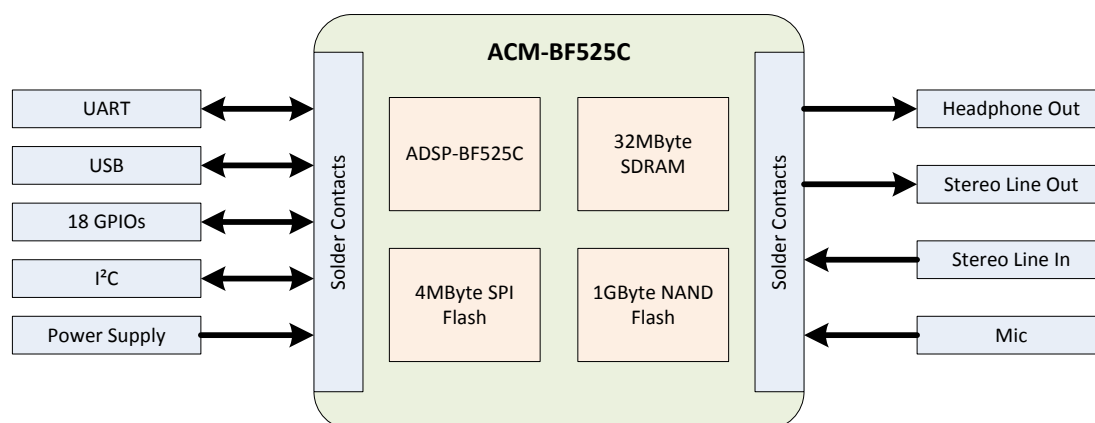 ACM-BF525C
UART
USB
18 GPIOs
I²C
Power Supply
Solder Contacts
ADSP-BF525C
32MByte
SDRAM
4MByte SPI
Flash
1GByte NAND
Flash
Solder Contacts
Headphone Out
Stereo Line Out
Stereo Line In
Mic